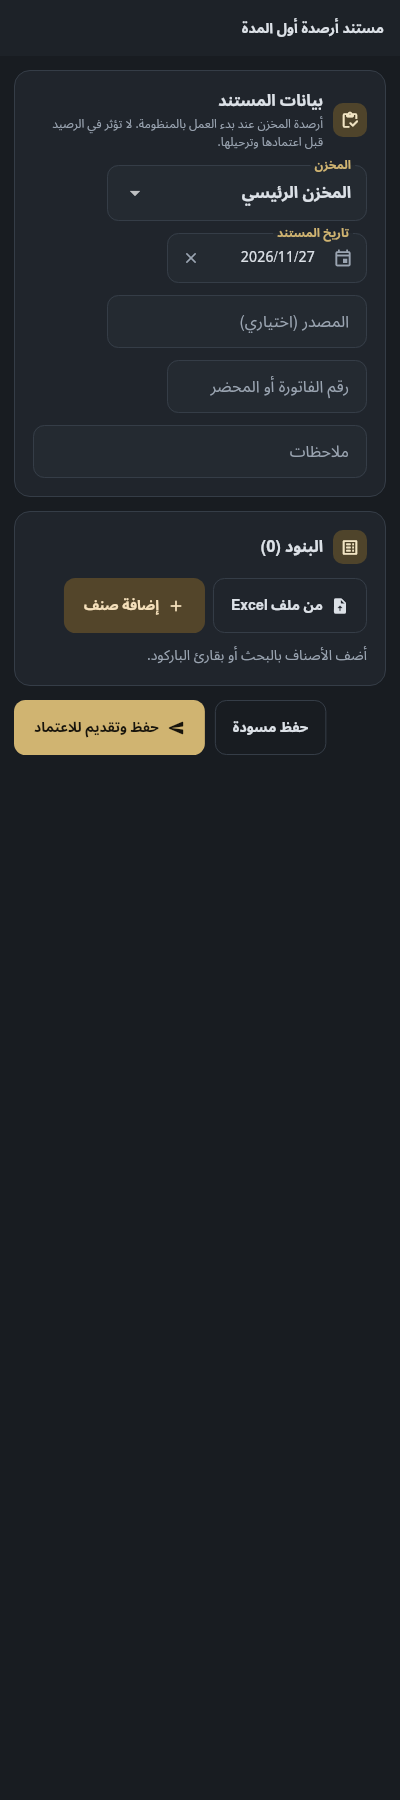 مستند أرصدة أول المدة
بيانات المستند
أرصدة المخزن عند بدء العمل بالمنظومة. لا تؤثر في الرصيد
قبل اعتمادها وترحيلها.
المخزن
المخزن الرئيسي
تاريخ المستند
2026/11/27
المصدر (اختياري)
رقم الفاتورة أو المحضر
ملاحظات
البنود (0)
من ملف Excel
إضافة صنف
أضف الأصناف بالبحث أو بقارئ الباركود.
حفظ مسودة
حفظ وتقديم للاعتماد